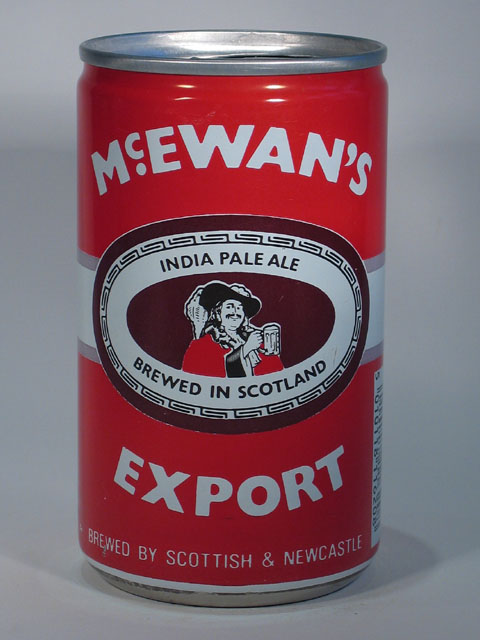 McEWAN'S
INDIA PALE ALE
BREWED IN SCOTLAND
EXPORT
BREWED BY SCOTTISH & NEWCASTLE